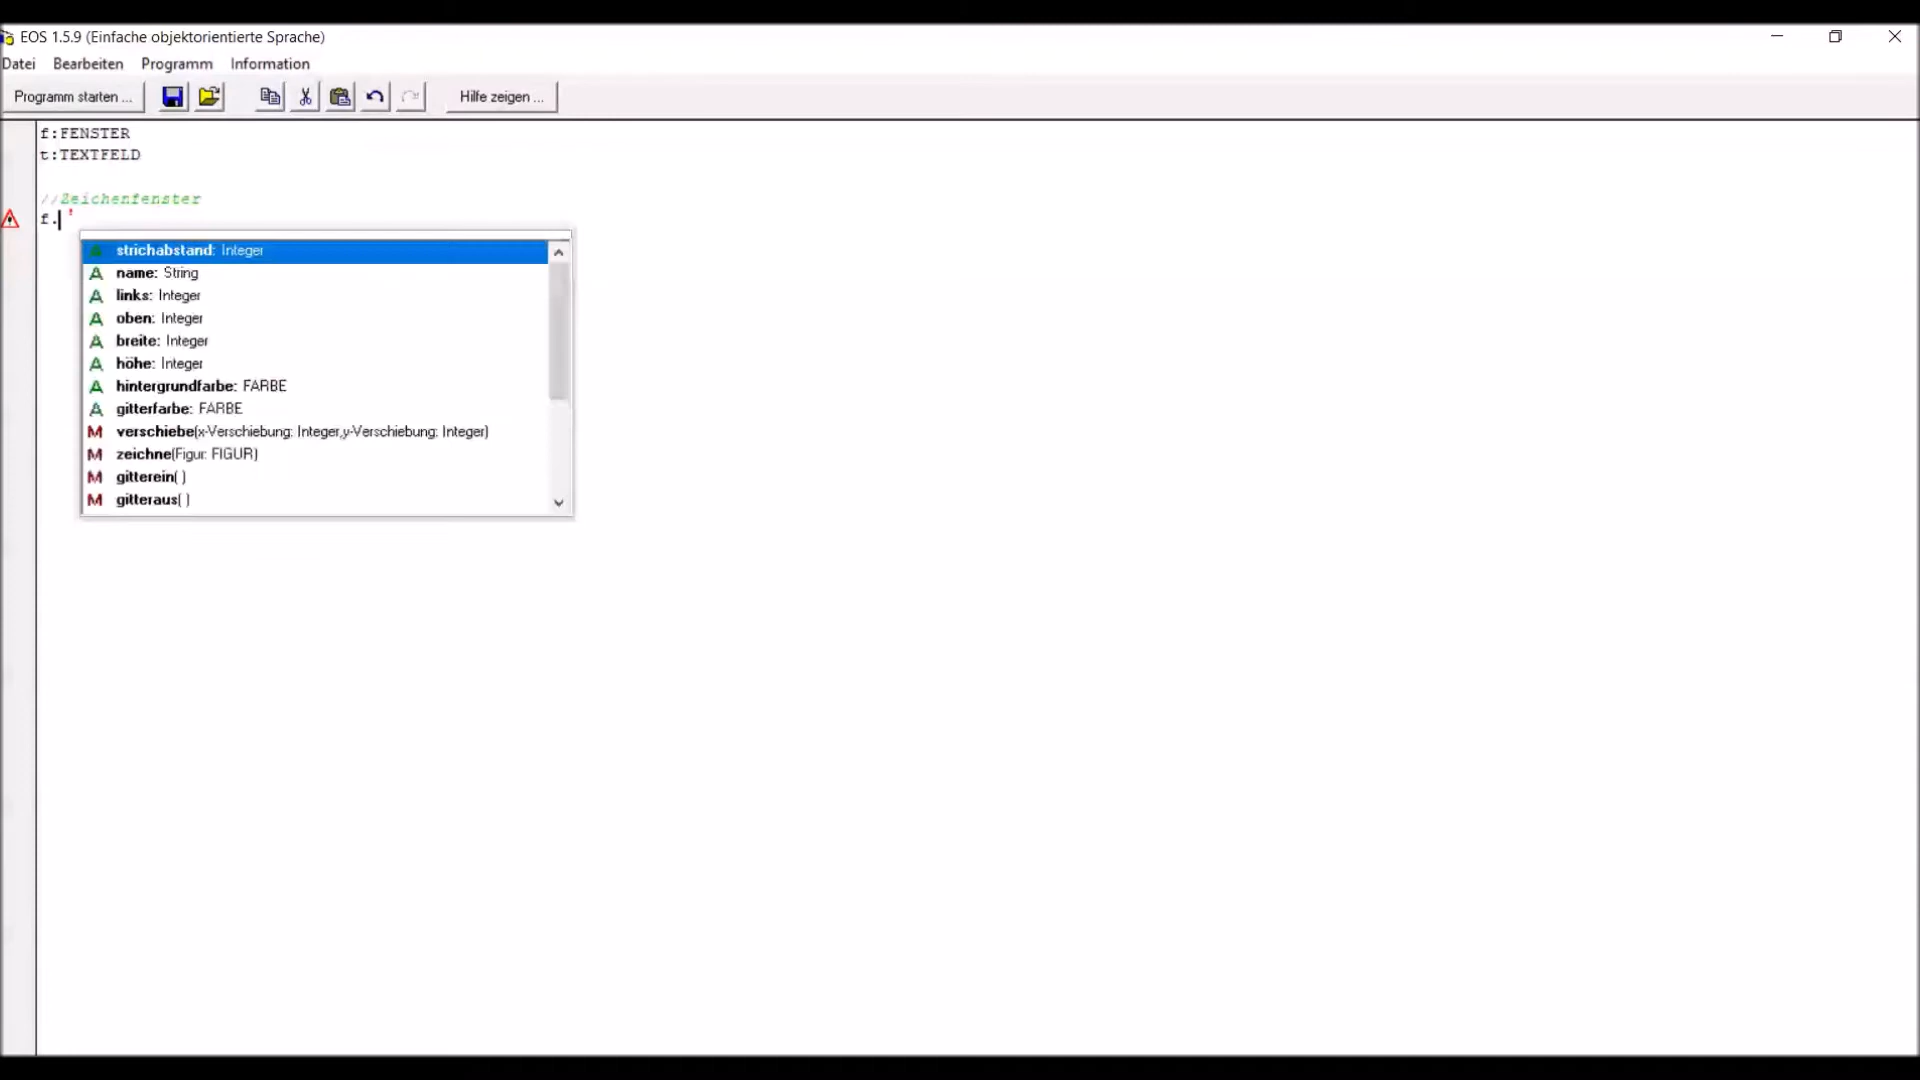 EOS 1.5.9 (Einfache objektorientierte Sprache)
Datei Bearbeiten Programm Information
Programm starten ... Hilfe zeigen ...
f:FENSTER
t:TEXTFELD
//Zeichenfenster
f.
strichabstand: Integer
name: String
links: Integer
oben: Integer
breite: Integer
höhe: Integer
hintergrundfarbe: FARBE
gitterfarbe: FARBE
verschiebe(x-Verschiebung: Integer,y-Verschiebung: Integer)
zeichne(Figur: FIGUR)
gitterein( )
gitteraus( )